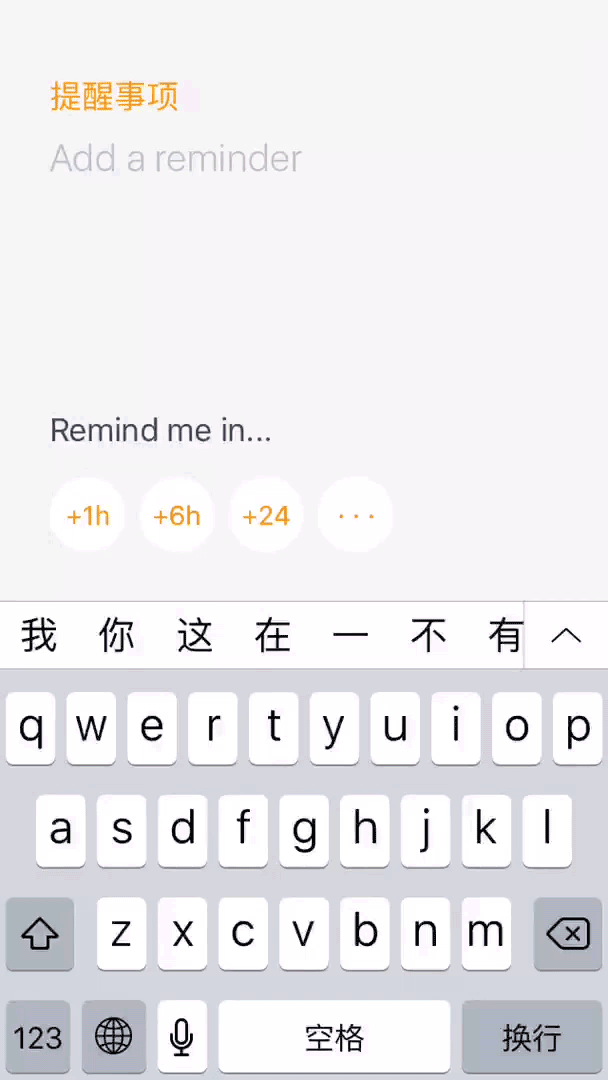 提醒事项
Add a reminder
Remind me in...
+1h +6h +24 ···
我 你 这 在 一 不 有
q w e r t y u i o p
a s d f g h j k l
z x c v b n m
123 空格 换行